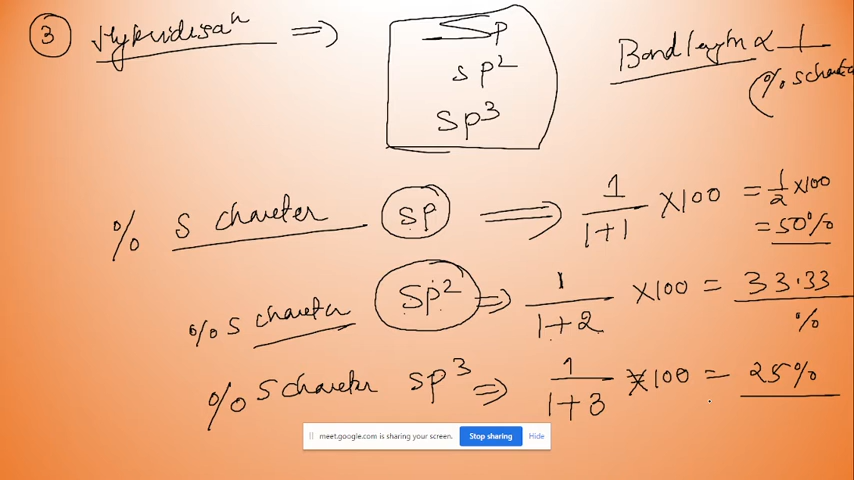 3 Hybridisan => sp
sp²
sp³
Bond length ∝ 1
(% s character
% S charcter sp => 1/1+1 ×100 = 1/2 ×100
= 50%
% s charctr sp² => 1/1+2 ×100 = 33.33
%
% S charcter sp³ => 1/1+3 ×100 = 25%
meet.google.com is sharing your screen. Stop sharing Hide